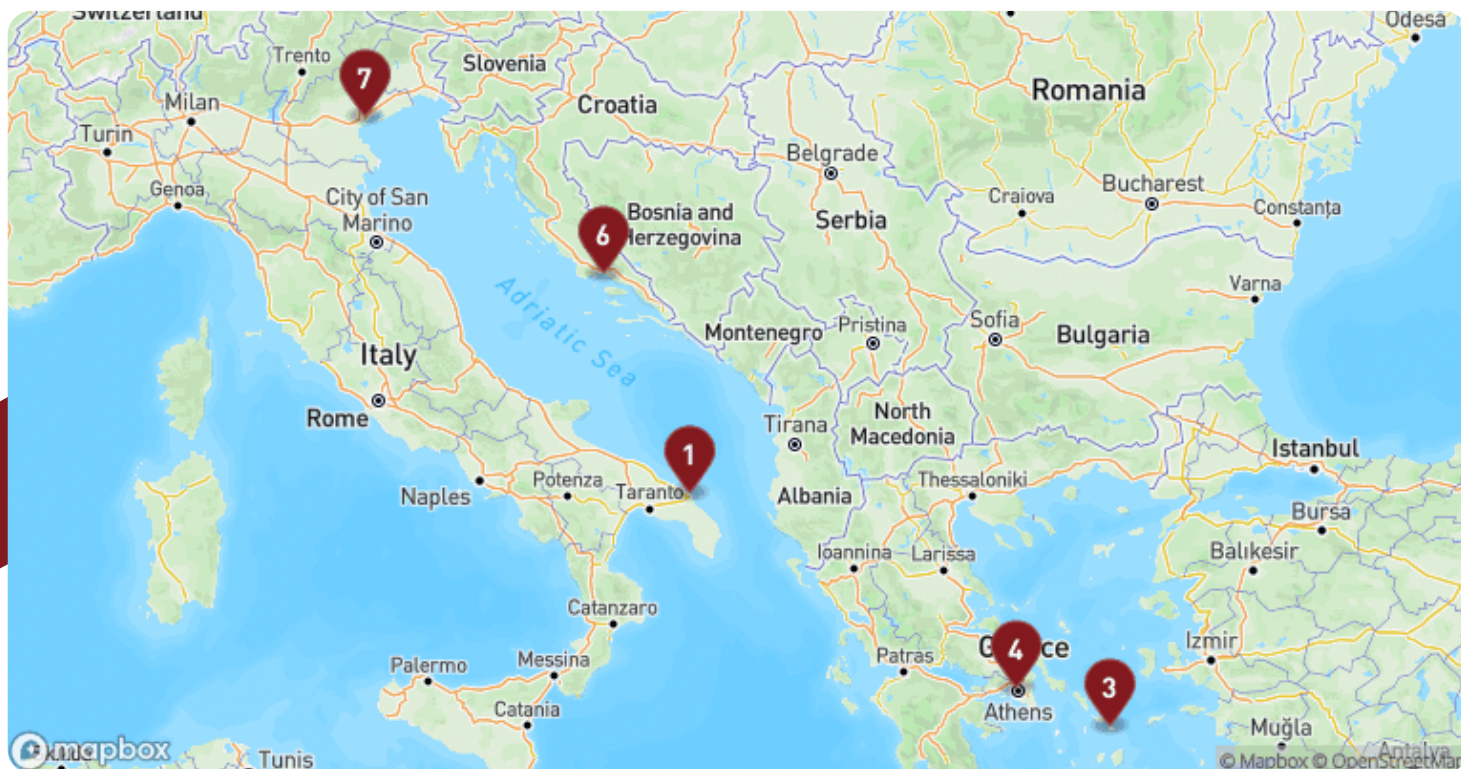 Switzerland
Odesa
Trento
7
Slovenia
Milan
Croatia
Romania
Turin
Belgrade
Genoa
City of San
Marino
Bosnia and
Herzegovina
6
Craiova
Bucharest
Serbia
Constanța
Adriatic Sea
Varna
Montenegro
Pristina
Sofia
Bulgaria
Italy
Rome
Tirana
North
Macedonia
1
Istanbul
Naples
Potenza
Taranto
Albania
Thessaloniki
Bursa
Ioannina
Larissa
Balıkesir
Catanzaro
Palermo
Messina
Patras
Greece
4
Izmir
3
Catania
Athens
Muğla
mapbox
Tunis
Antalya
© Mapbox © OpenStreetMap